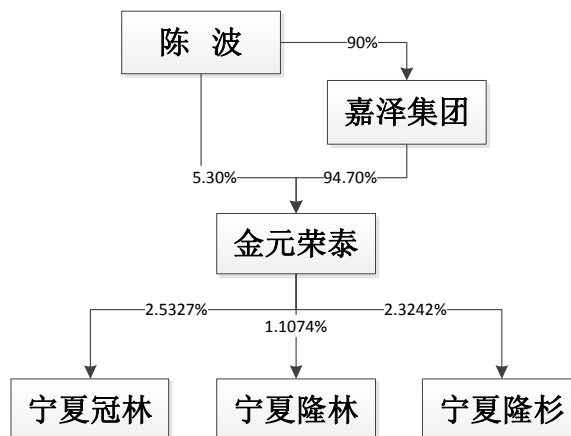 陈 波
90%
嘉泽集团
5.30%
94.70%
金元荣泰
2.5327%
1.1074%
2.3242%
宁夏冠林
宁夏隆林
宁夏隆杉